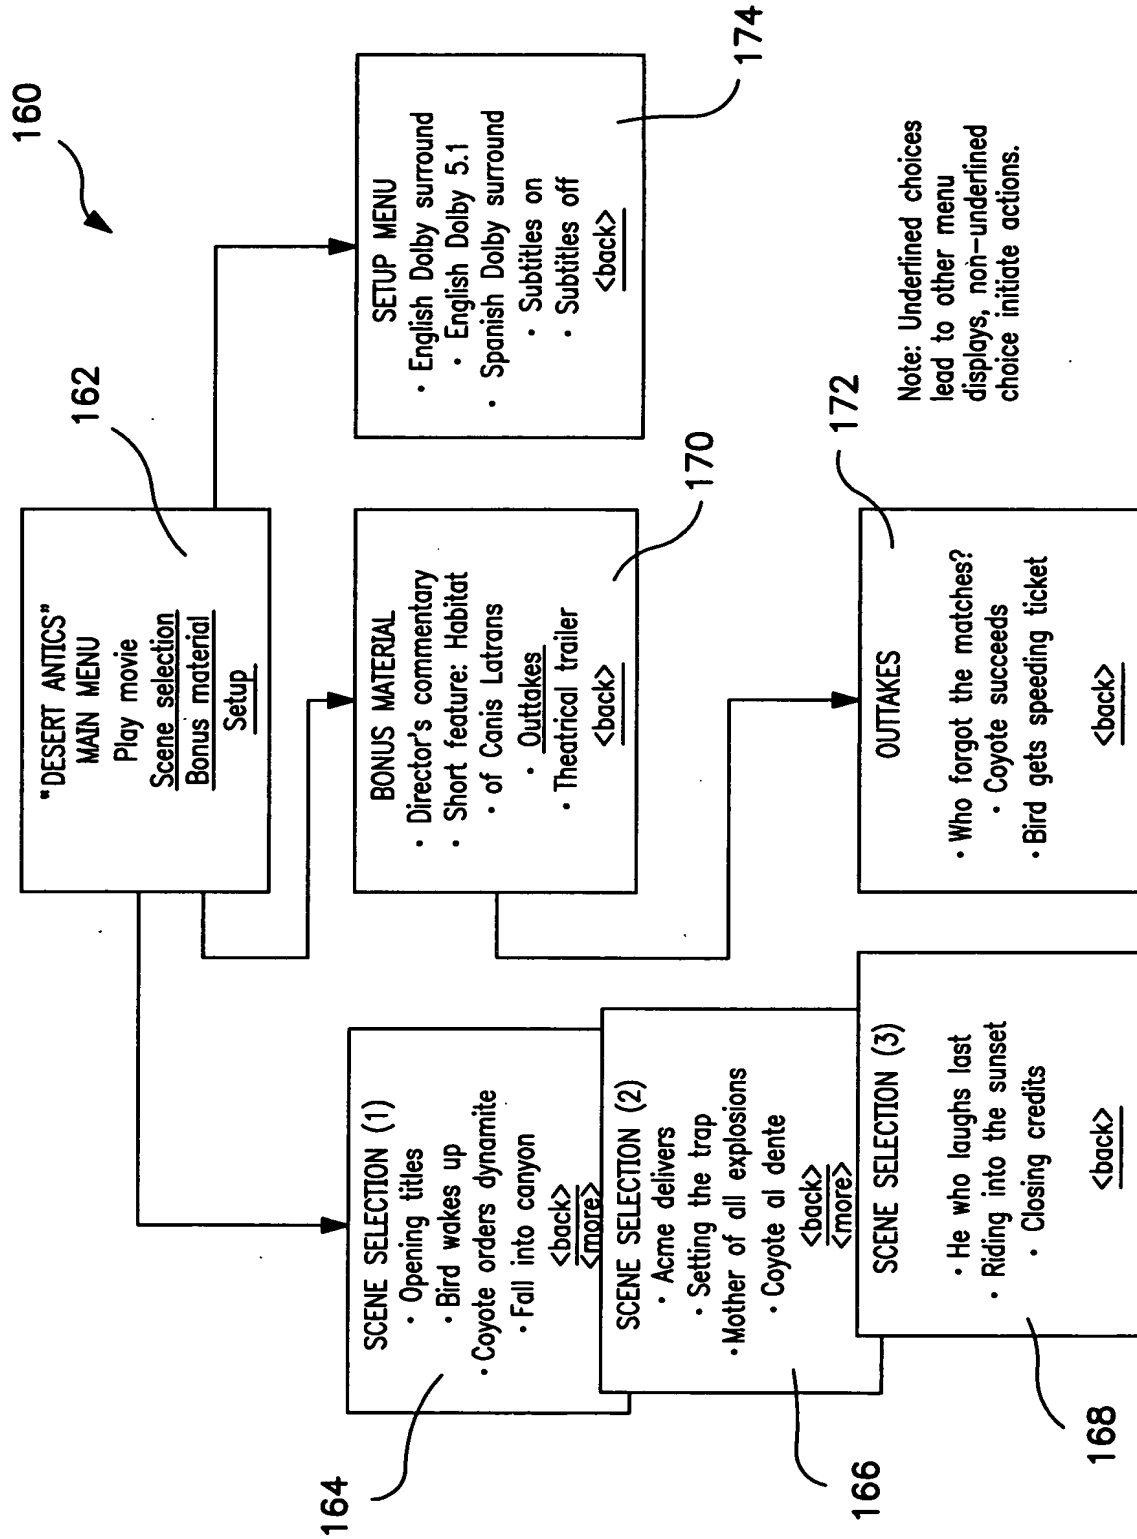 160
"DESERT ANTICS"
MAIN MENU
Play movie
Scene selection
Bonus material
Setup
162
SCENE SELECTION (1)
· Opening titles
· Bird wakes up
· Coyote orders dynamite
· Fall into canyon
<back>
<more>
164
SCENE SELECTION (2)
· Acme delivers
· Setting the trap
· Mother of all explosions
· Coyote al dente
<back>
<more>
166
SCENE SELECTION (3)
· He who laughs last
· Riding into the sunset
· Closing credits
<back>
168
BONUS MATERIAL
· Director's commentary
· Short feature: Habitat
· of Canis Latrans
· Outtakes
· Theatrical trailer
<back>
170
OUTTAKES
· Who forgot the matches?
· Coyote succeeds
· Bird gets speeding ticket
<back>
172
SETUP MENU
· English Dolby surround
· English Dolby 5.1
· Spanish Dolby surround
· Subtitles on
· Subtitles off
<back>
174
Note: Underlined choices
lead to other menu
displays, non-underlined
choice initiate actions.